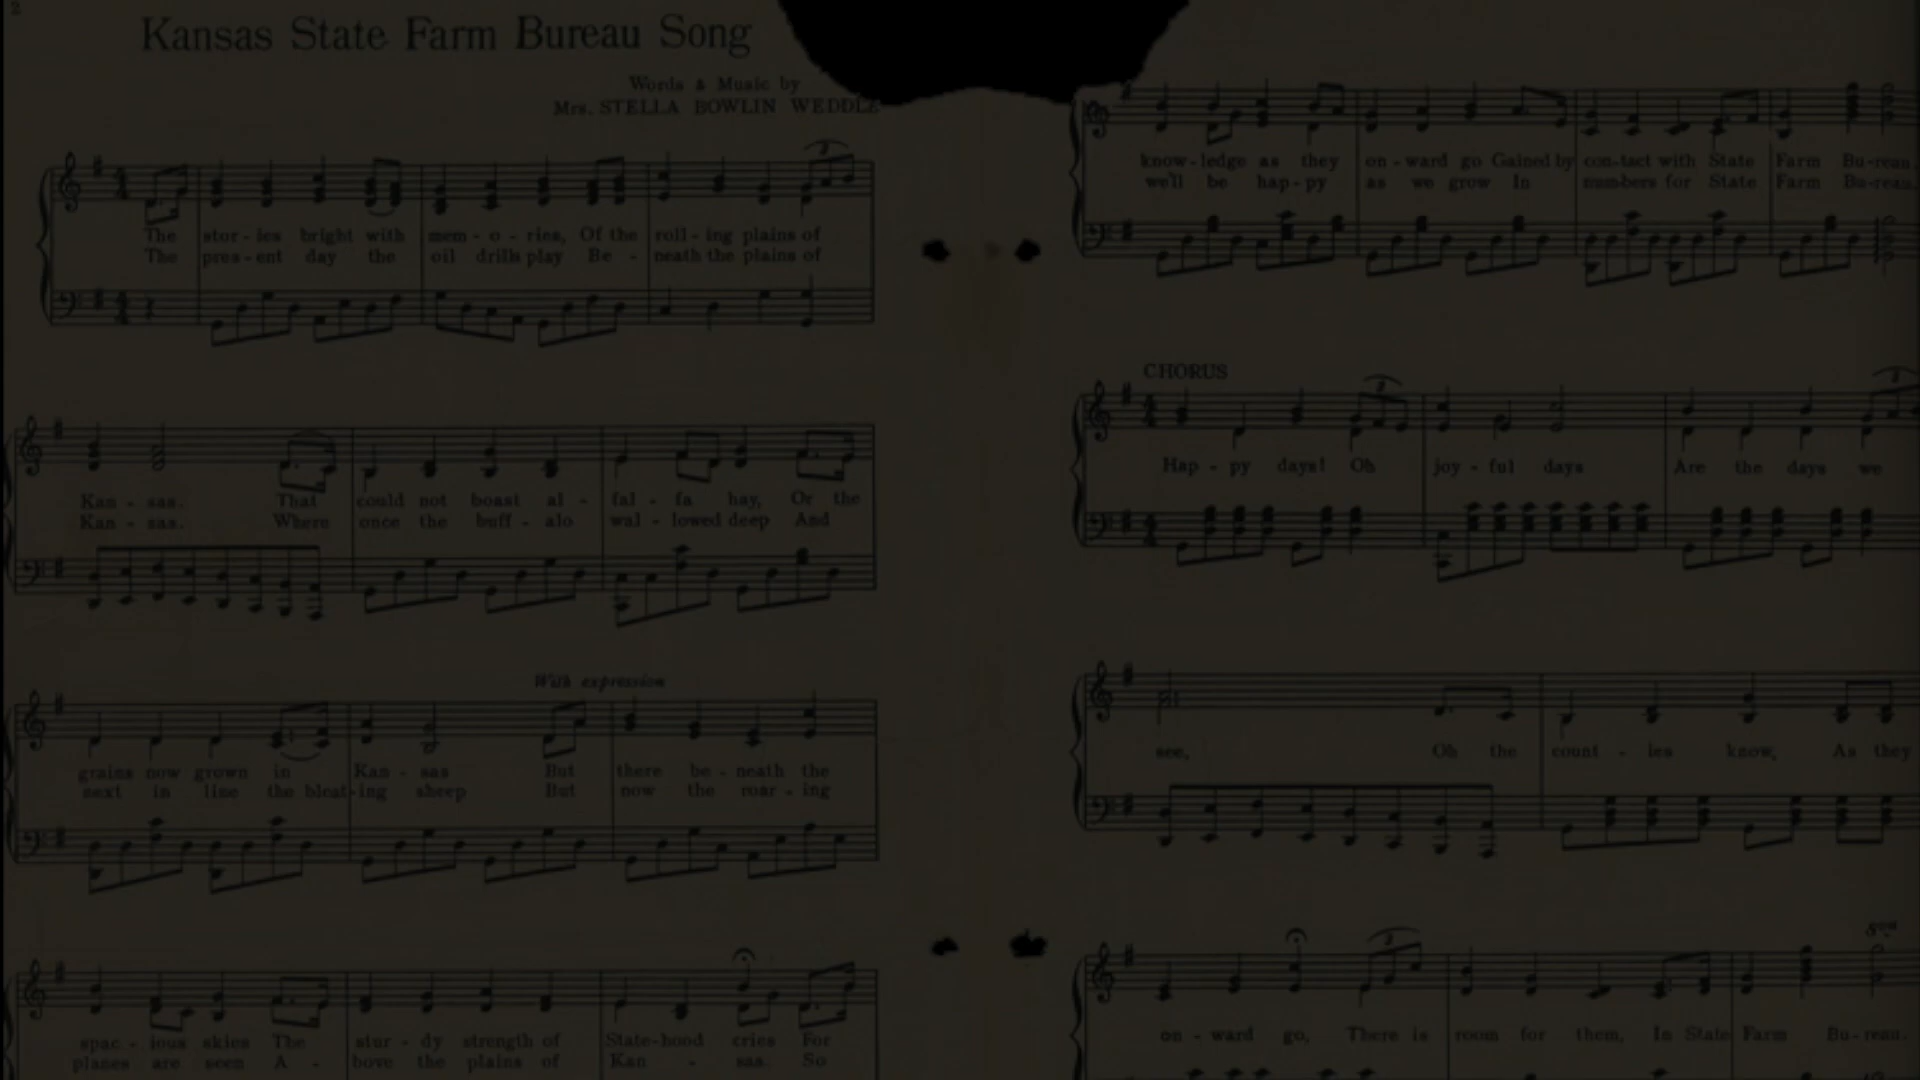 2
Kansas State Farm Bureau Song
Words & Music by
Mrs. STELLA BOWLIN WEDDLE
The stor-ies bright with mem-o-ries, Of the roll-ing plains of
The pres-ent day the oil drills play Be-neath the plains of
Kan-sas. That could not boast al-fal-fa hay, Or the
Kan-sas. Where once the buff-alo wal-lowed deep And
With expression
grains now grown in Kan-sas But there be-neath the
next in line the bleat-ing sheep But now the roar-ing
spac-ious skies The stur-dy strength of State-hood cries For
planes are seen A-bove the plains of Kan-sas So
know-ledge as they on-ward go Gained by con-tact with State Farm Bu-reau.
we'll be hap-py as we grow In numbers for State Farm Bu-reau.
CHORUS
Hap-py days! Oh joy-ful days Are the days we
see, Oh the count-ies know, As they
on-ward go, There is room for them, In State Farm Bu-reau.